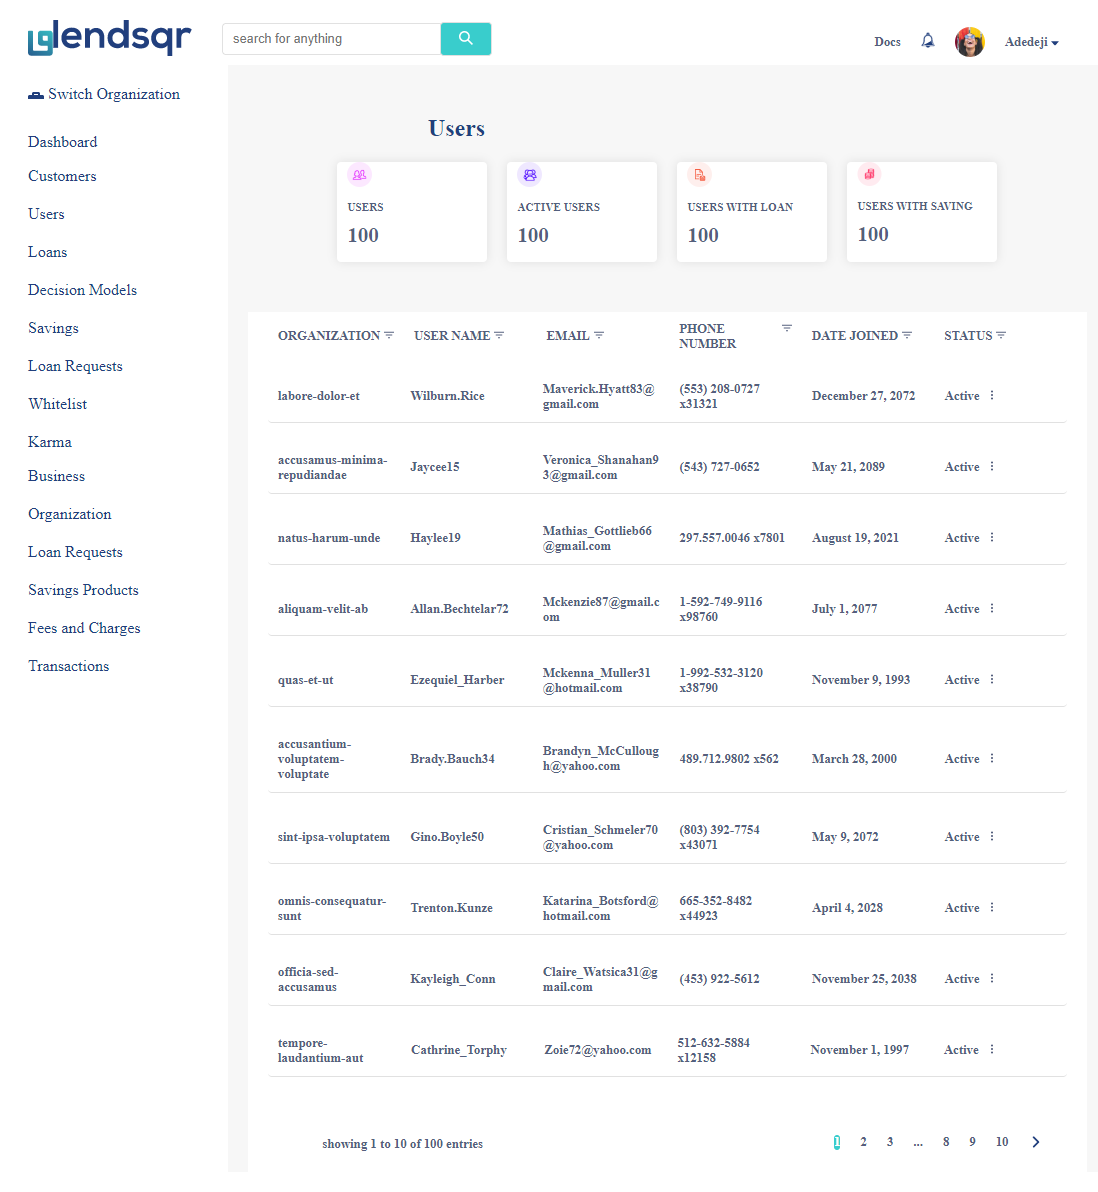 lendsqr
search for anything
Docs
Adedeji
Switch Organization
Dashboard
Customers
Users
Loans
Decision Models
Savings
Loan Requests
Whitelist
Karma
Business
Organization
Loan Requests
Savings Products
Fees and Charges
Transactions
Users
USERS
100
ACTIVE USERS
100
USERS WITH LOAN
100
USERS WITH SAVING
100
ORGANIZATION USER NAME EMAIL PHONE NUMBER DATE JOINED STATUS
labore-dolor-et Wilburn.Rice Maverick.Hyatt83@gmail.com (553) 208-0727 x31321 December 27, 2072 Active
accusamus-minima-repudiandae Jaycee15 Veronica_Shanahan93@gmail.com (543) 727-0652 May 21, 2089 Active
natus-harum-unde Haylee19 Mathias_Gottlieb66@gmail.com 297.557.0046 x7801 August 19, 2021 Active
aliquam-velit-ab Allan.Bechtelar72 Mckenzie87@gmail.com 1-592-749-9116 x98760 July 1, 2077 Active
quas-et-ut Ezequiel_Harber Mckenna_Muller31@hotmail.com 1-992-532-3120 x38790 November 9, 1993 Active
accusantium-voluptatem-voluptate Brady.Bauch34 Brandyn_McCullough@yahoo.com 489.712.9802 x562 March 28, 2000 Active
sint-ipsa-voluptatem Gino.Boyle50 Cristian_Schmeler70@yahoo.com (803) 392-7754 x43071 May 9, 2072 Active
omnis-consequatur-sunt Trenton.Kunze Katarina_Botsford@hotmail.com 665-352-8482 x44923 April 4, 2028 Active
officia-sed-accusamus Kayleigh_Conn Claire_Watsica31@gmail.com (453) 922-5612 November 25, 2038 Active
tempore-laudantium-aut Cathrine_Torphy Zoie72@yahoo.com 512-632-5884 x12158 November 1, 1997 Active
showing 1 to 10 of 100 entries
1 2 3 ... 8 9 10